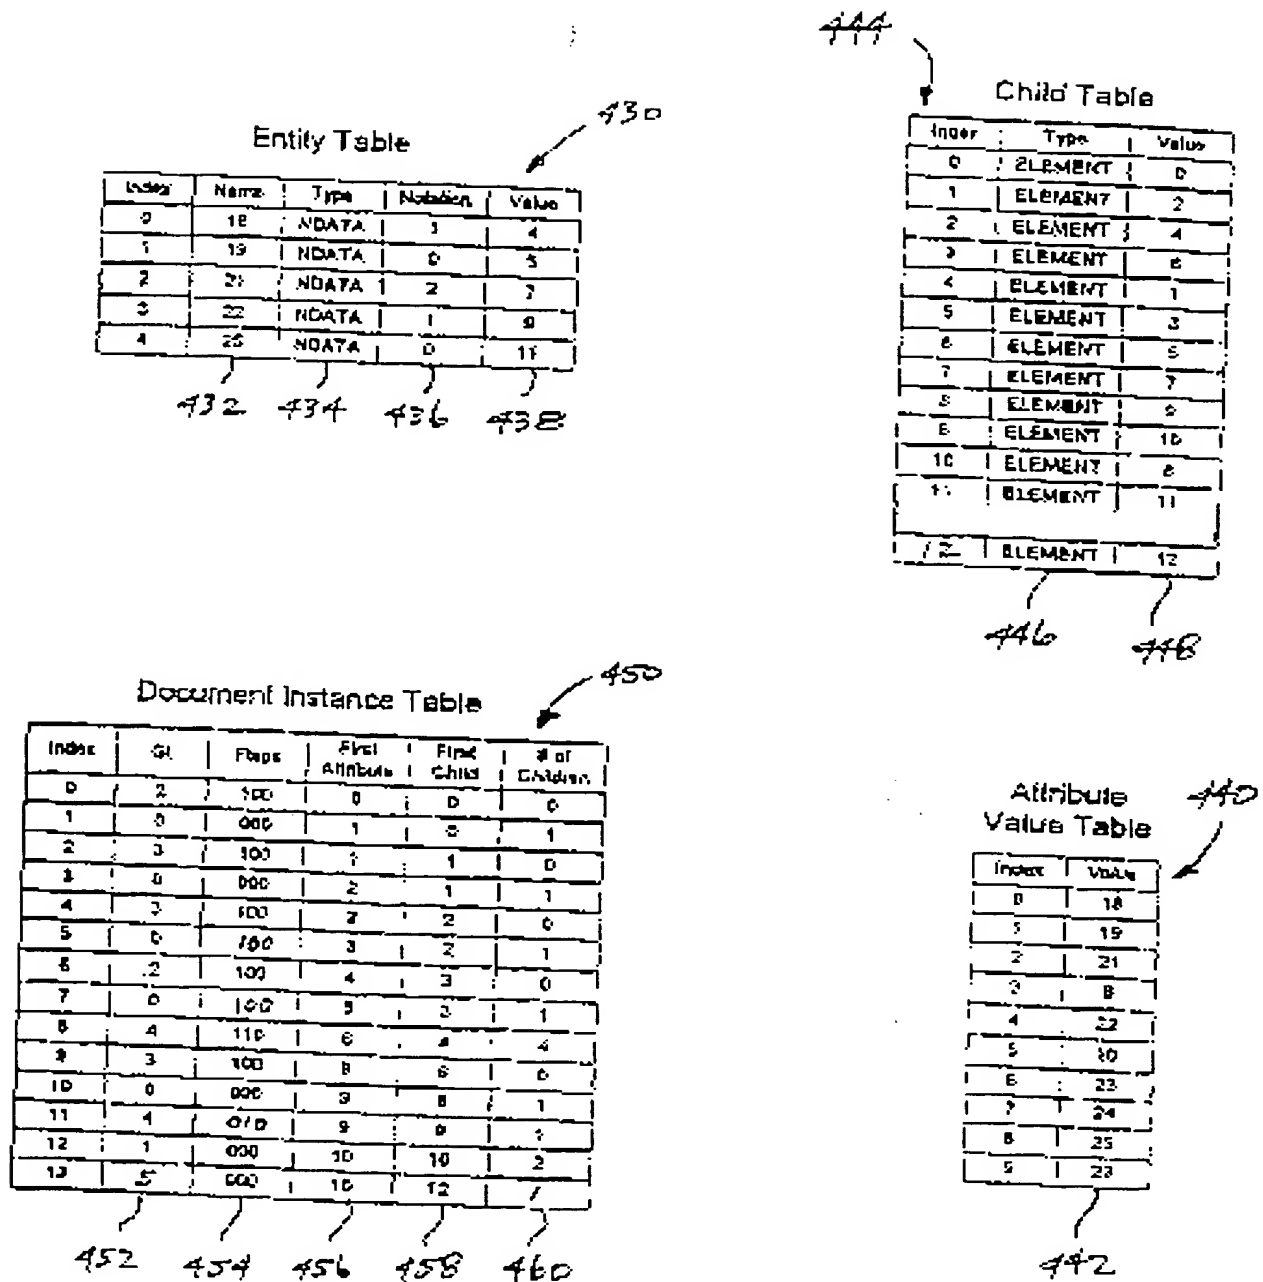 444
Child Table
Index Type Value
0 ELEMENT 0
1 ELEMENT 2
2 ELEMENT 4
3 ELEMENT 6
4 ELEMENT 1
5 ELEMENT 3
6 ELEMENT 5
7 ELEMENT 7
8 ELEMENT 9
ELEMENT 10
10 ELEMENT 8
11 ELEMENT 11
12 ELEMENT 12
446 448
430
Entity Table
Index Name Type Notation Value
0 18 NDATA 4
1 19 NDATA 0 5
2 21 NDATA 2 7
3 22 NDATA 1 9
4 NDATA 0 11
432 434 436 438
450
Document Instance Table
Index GI Flags First Attribute First Child # of Children
0 2 100 0 0 0
1 0 000 1 0 1
2 3 100 1 1 0
3 0 000 2 1 1
4 3 100 2 2 0
5 0 100 3 2 1
6 2 100 4 3 0
7 0 100 5 3 1
8 4 110 6 4 4
9 3 100 8 0
10 0 000 9 8 1
11 4 010 9 9 1
12 1 000 10 10 2
13 5 000 10 12 1
452 454 456 458 460
440
Attribute
Value Table
Index Value
0 18
1 19
2 21
3 8
4 22
5 10
6 23
7 24
8 25
23
442